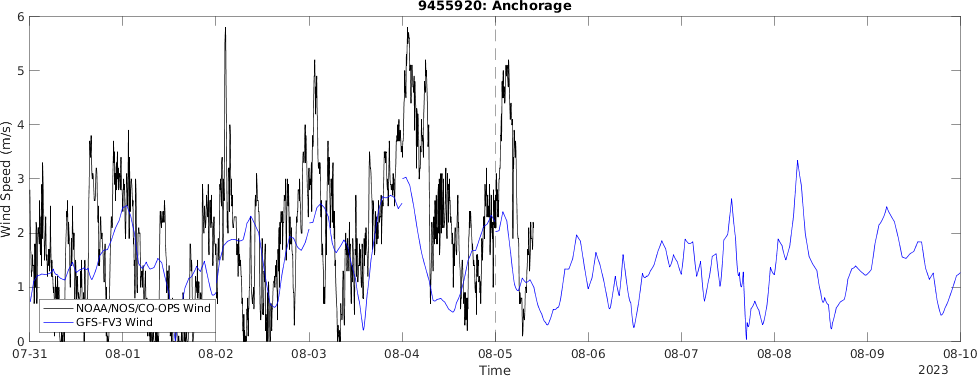 9455920: Anchorage
Wind Speed (m/s)
6
5
4
3
2
1
0
NOAA/NOS/CO-OPS Wind
GFS-FV3 Wind
07-31 08-01 08-02 08-03 08-04 08-05 08-06 08-07 08-08 08-09 08-10
Time
2023